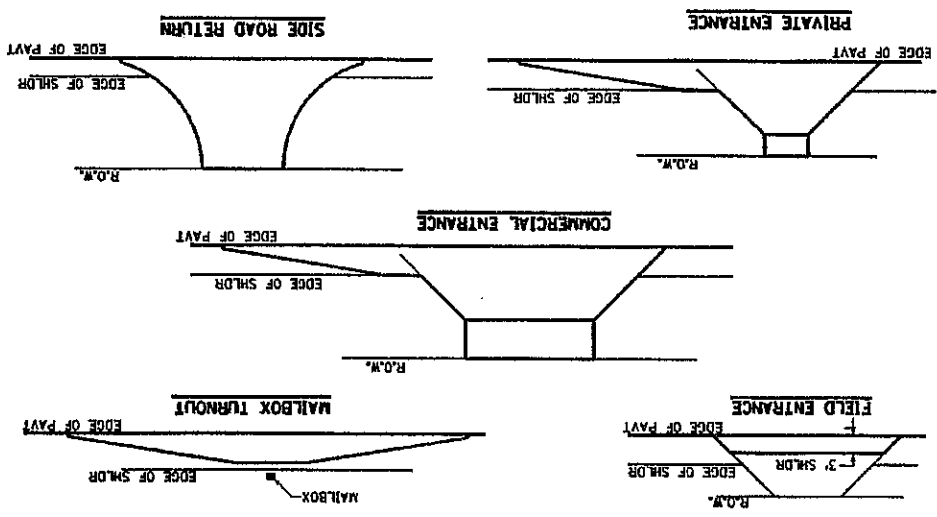 R.O.W.
EDGE OF SHLDR
3' SHLDR
EDGE OF PAVT
FIELD ENTRANCE
MAILBOX
EDGE OF SHLDR
EDGE OF PAVT
MAILBOX TURNOUT
R.O.W.
EDGE OF SHLDR
EDGE OF PAVT
COMMERCIAL ENTRANCE
R.O.W.
EDGE OF SHLDR
EDGE OF PAVT
PRIVATE ENTRANCE
R.O.W.
EDGE OF SHLDR
EDGE OF PAVT
SIDE ROAD RETURN